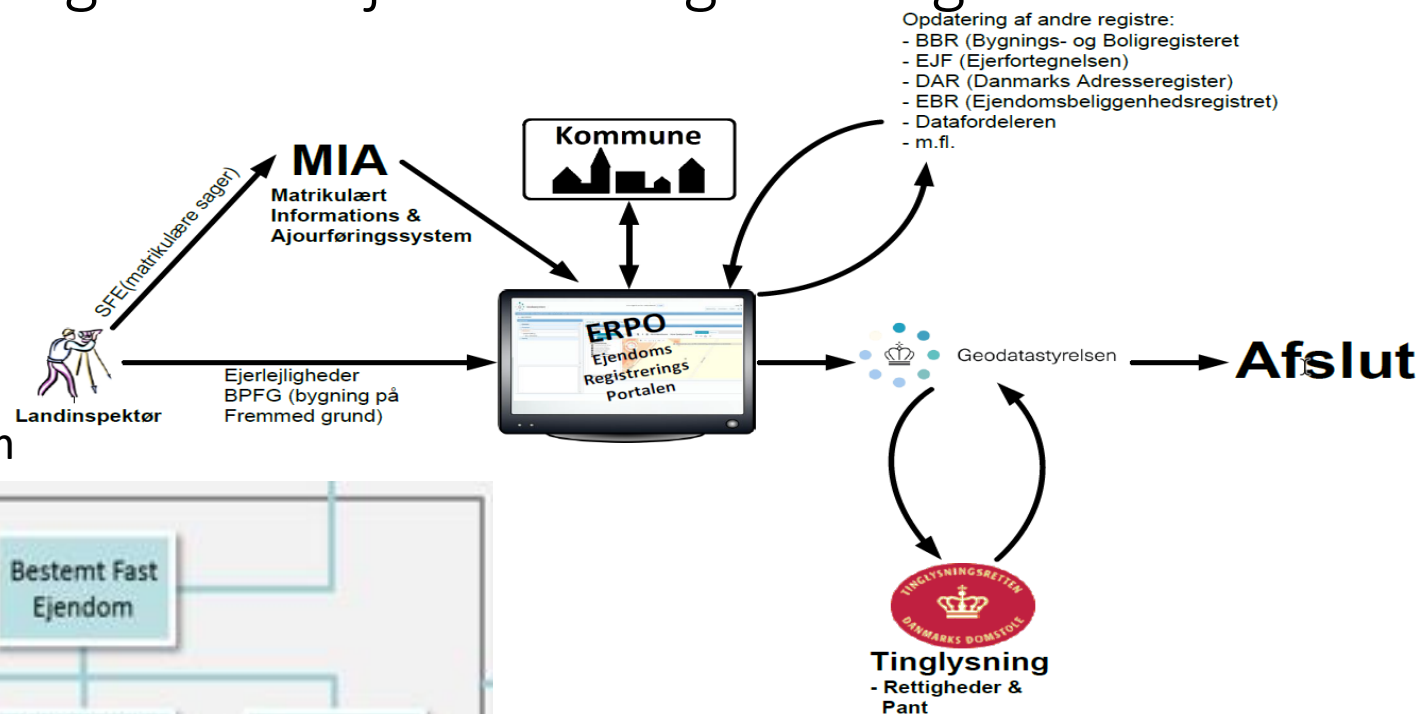 Opdatering af andre registre:
- BBR (Bygnings- og Boligregisteret
- EJF (Ejerfortegnelsen)
- DAR (Danmarks Adresseregister)
- EBR (Ejendomsbeliggenhedsregistret)
- Datafordeleren
- m.fl.
Kommune
MIA
Matrikulært
Informations &
Ajourføringssystem
SFE(matrikulære sager)
ERPO
Ejendoms
Registrerings
Portalen
Geodatastyrelsen
Afslut
Ejerlejligheder
BPFG (bygning på
Fremmed grund)
Landinspektør
Bestemt Fast
Ejendom
TINGLYSNINGSRETTEN
DANMARKS DOMSTOLE
Tinglysning
- Rettigheder &
Pant